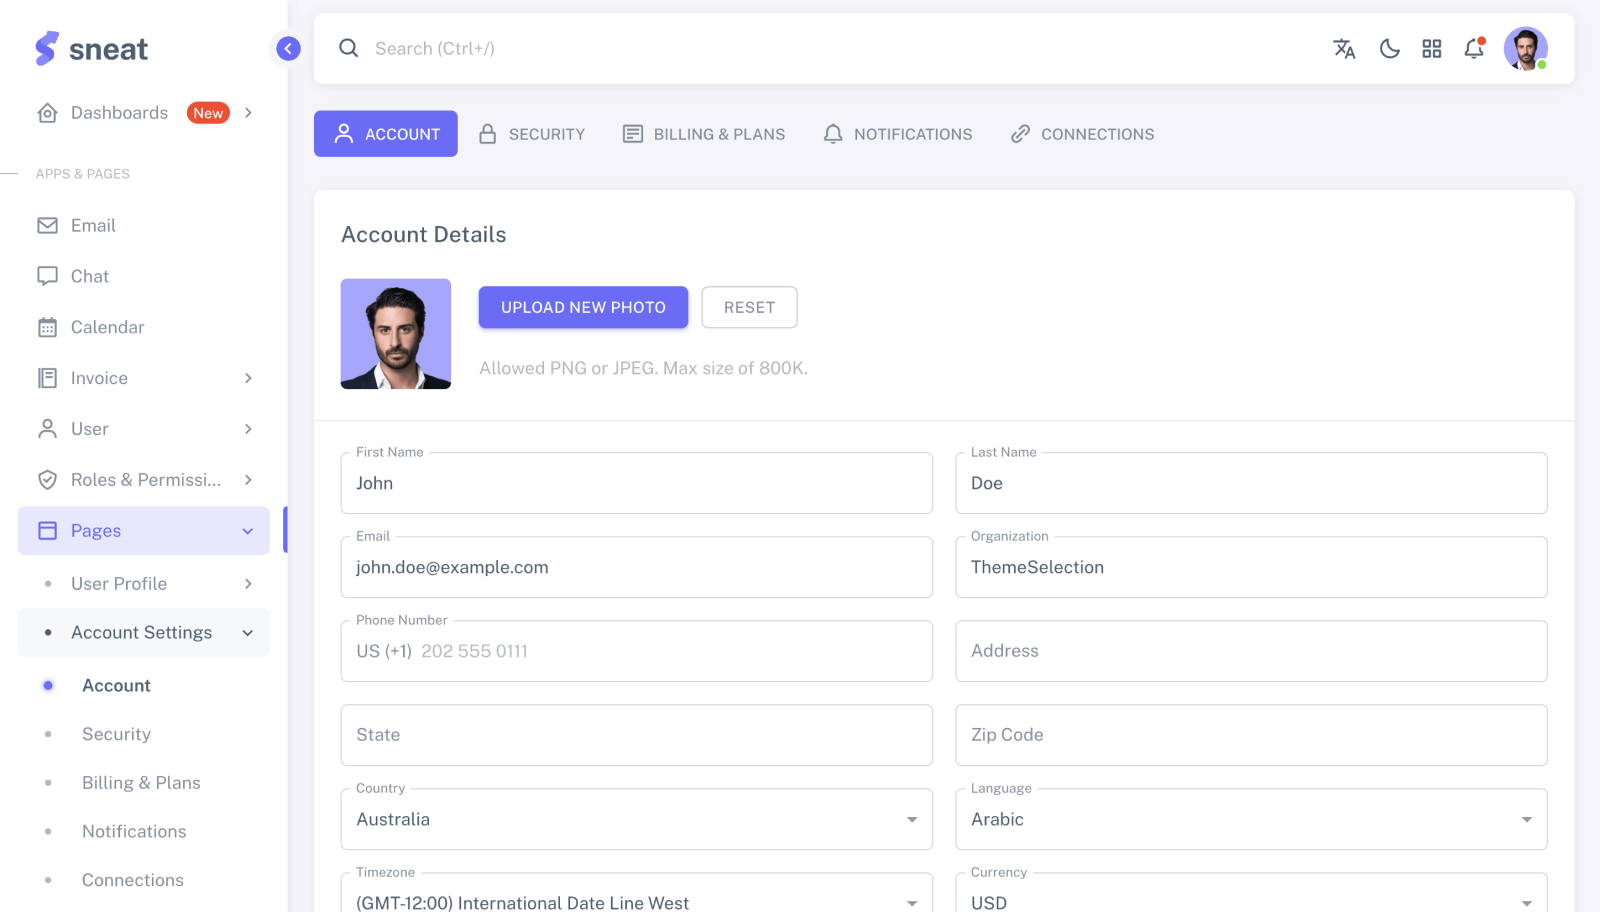 sneat
Search (Ctrl+/)
Dashboards New
APPS & PAGES
Email
Chat
Calendar
Invoice
User
Roles & Permissi...
Pages
User Profile
Account Settings
Account
Security
Billing & Plans
Notifications
Connections
ACCOUNT SECURITY BILLING & PLANS NOTIFICATIONS CONNECTIONS
Account Details
UPLOAD NEW PHOTO RESET
Allowed PNG or JPEG. Max size of 800K.
First Name
John
Last Name
Doe
Email
john.doe@example.com
Organization
ThemeSelection
Phone Number
US (+1) 202 555 0111
Address
State
Zip Code
Country
Australia
Language
Arabic
Timezone
(GMT-12:00) International Date Line West
Currency
USD